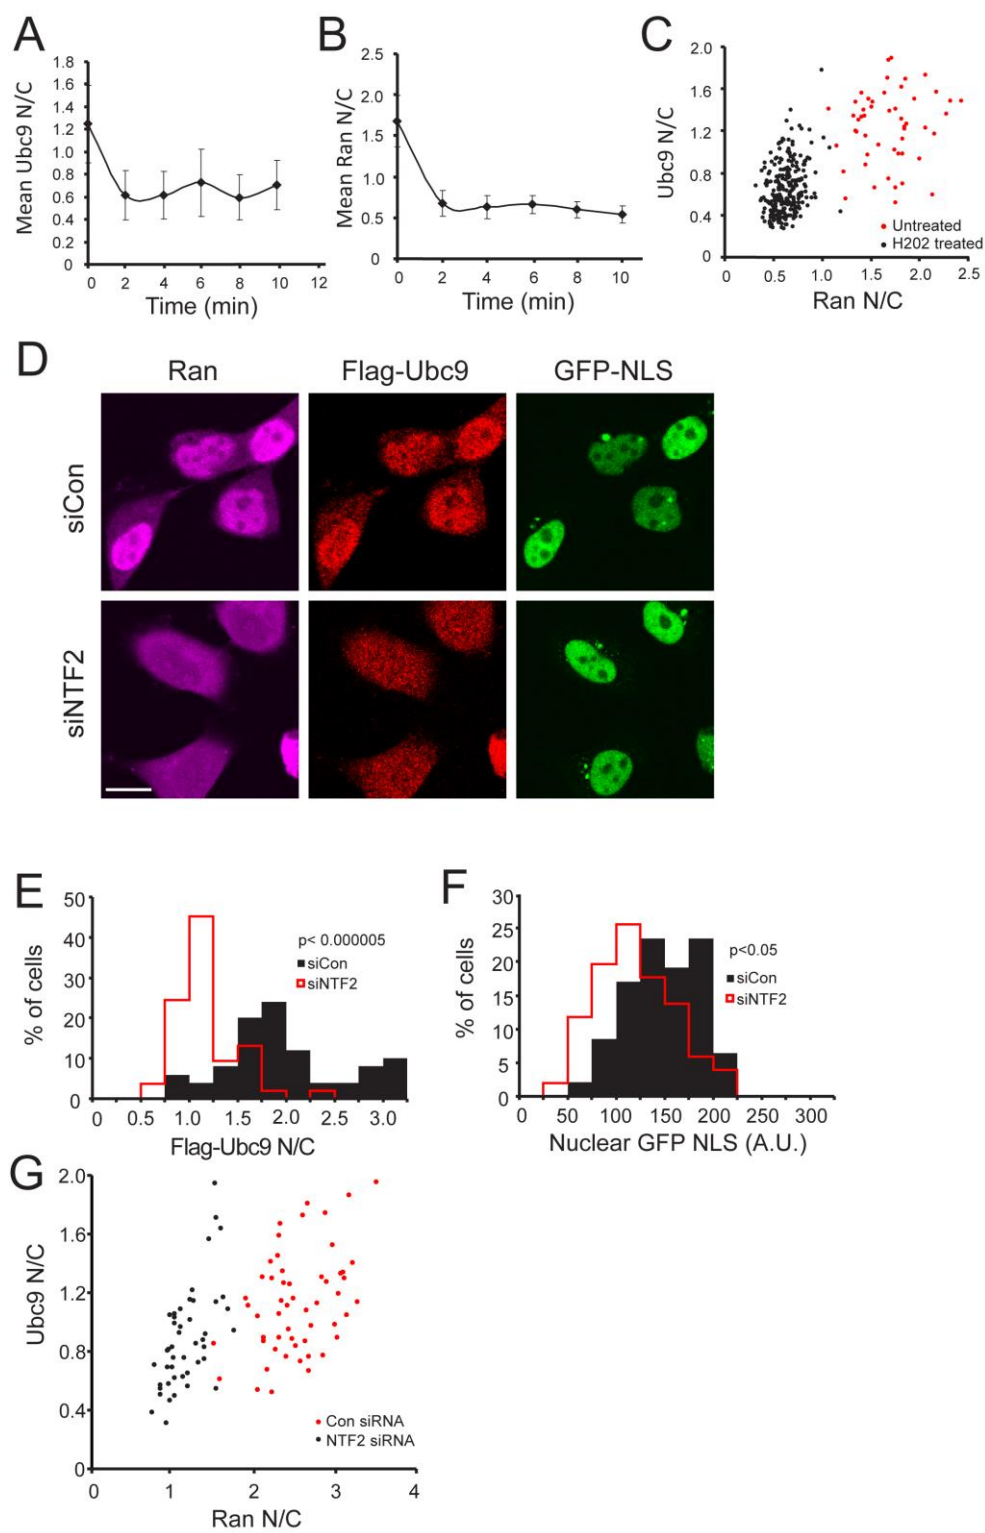 A
Mean Ubc9 N/C
1.8
1.6
1.4
1.2
1.0
0.8
0.6
0.4
0.2
0
0 2 4 6 8 10 12
Time (min)
B
Mean Ran N/C
2.5
2.0
1.5
1.0
0.5
0
0 2 4 6 8 10
Time (min)
C
Ubc9 N/C
2.0
1.6
1.2
0.8
0.4
0
Untreated
H202 treated
0 0.5 1.0 1.5 2.0 2.5
Ran N/C
D
Ran Flag-Ubc9 GFP-NLS
siCon
siNTF2
E
% of cells
50
40
30
20
10
0
p< 0.000005
siCon
siNTF2
0 0.5 1.0 1.5 2.0 2.5 3.0
Flag-Ubc9 N/C
F
% of cells
30
25
20
15
10
5
0
p<0.05
siCon
siNTF2
0 50 100 150 200 250 300
Nuclear GFP NLS (A.U.)
G
Ubc9 N/C
2.0
1.6
1.2
0.8
0.4
0
Con siRNA
NTF2 siRNA
0 1 2 3 4
Ran N/C